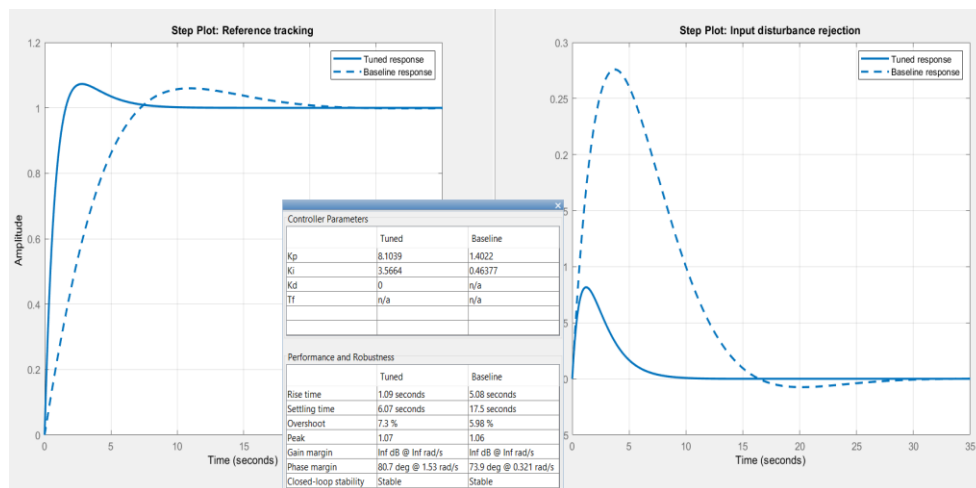 Step Plot: Reference tracking
Tuned response
Baseline response
1.2
1
0.8
0.6
0.4
0.2
0
Amplitude
0 5 10 15
Time (seconds)
Step Plot: Input disturbance rejection
Tuned response
Baseline response
0.3
0.25
0.2
5
1
5
0
5
0 5 10 15 20 25 30 35
Time (seconds)
Controller Parameters
Tuned Baseline
Kp 8.1039 1.4022
Ki 3.5664 0.46377
Kd 0 n/a
Tf n/a n/a
Performance and Robustness
Tuned Baseline
Rise time 1.09 seconds 5.08 seconds
Settling time 6.07 seconds 17.5 seconds
Overshoot 7.3 % 5.98 %
Peak 1.07 1.06
Gain margin Inf dB @ Inf rad/s Inf dB @ Inf rad/s
Phase margin 80.7 deg @ 1.53 rad/s 73.9 deg @ 0.321 rad/s
Closed-loop stability Stable Stable